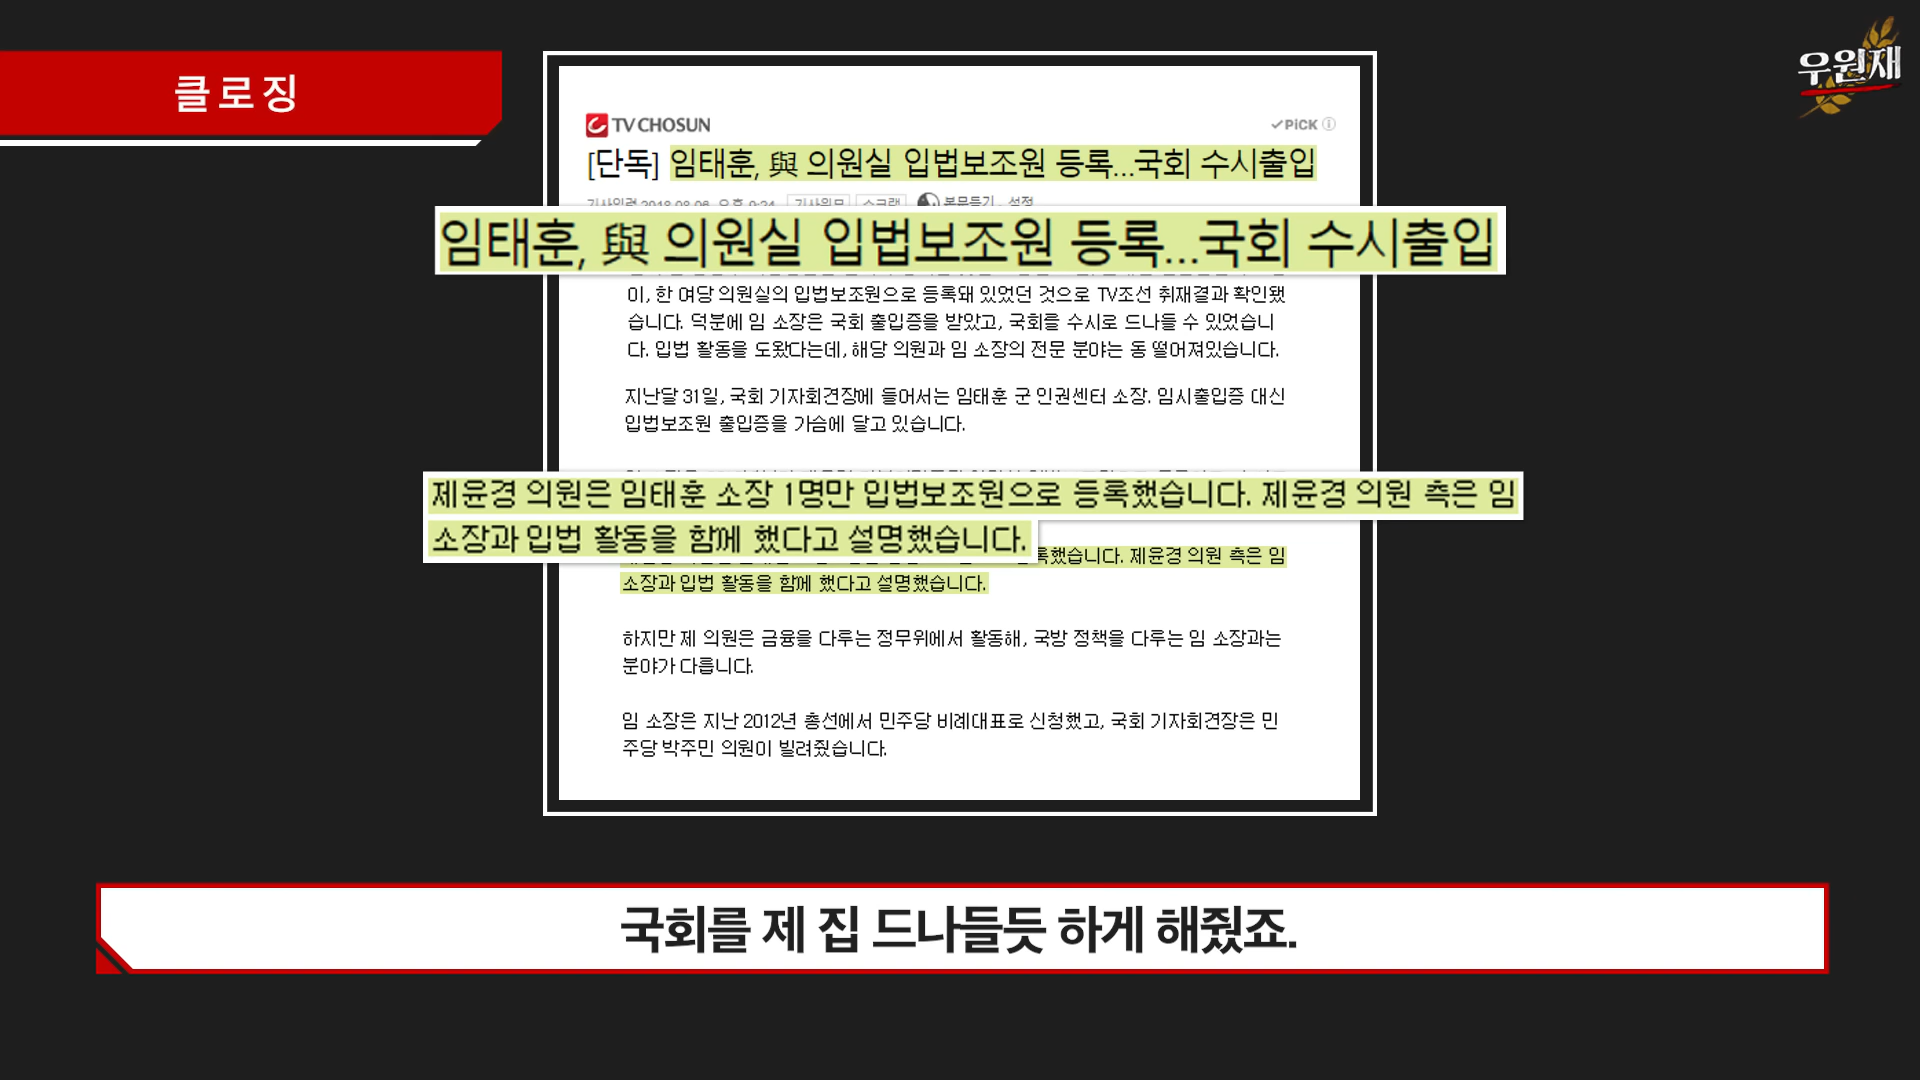 클로징
우원재
TV CHOSUN
PiCK
[단독] 임태훈, 與 의원실 입법보조원 등록...국회 수시출입
임태훈, 與 의원실 입법보조원 등록...국회 수시출입
이, 한 여당 의원실의 입법보조원으로 등록돼 있었던 것으로 TV조선 취재결과 확인됐
습니다. 덕분에 임 소장은 국회 출입증을 받았고, 국회를 수시로 드나들 수 있었습니
다. 입법 활동을 도왔다는데, 해당 의원과 임 소장의 전문 분야는 동 떨어져있습니다.
지난달 31일, 국회 기자회견장에 들어서는 임태훈 군 인권센터 소장. 임시출입증 대신
입법보조원 출입증을 가슴에 달고 있습니다.
제윤경 의원은 임태훈 소장 1명만 입법보조원으로 등록했습니다. 제윤경 의원 측은 임
소장과 입법 활동을 함께 했다고 설명했습니다.
록했습니다. 제윤경 의원 측은 임
소장과 입법 활동을 함께 했다고 설명했습니다.
하지만 제 의원은 금융을 다루는 정무위에서 활동해, 국방 정책을 다루는 임 소장과는
분야가 다릅니다.
임 소장은 지난 2012년 총선에서 민주당 비례대표로 신청했고, 국회 기자회견장은 민
주당 박주민 의원이 빌려줬습니다.
국회를 제 집 드나들듯 하게 해줬죠.